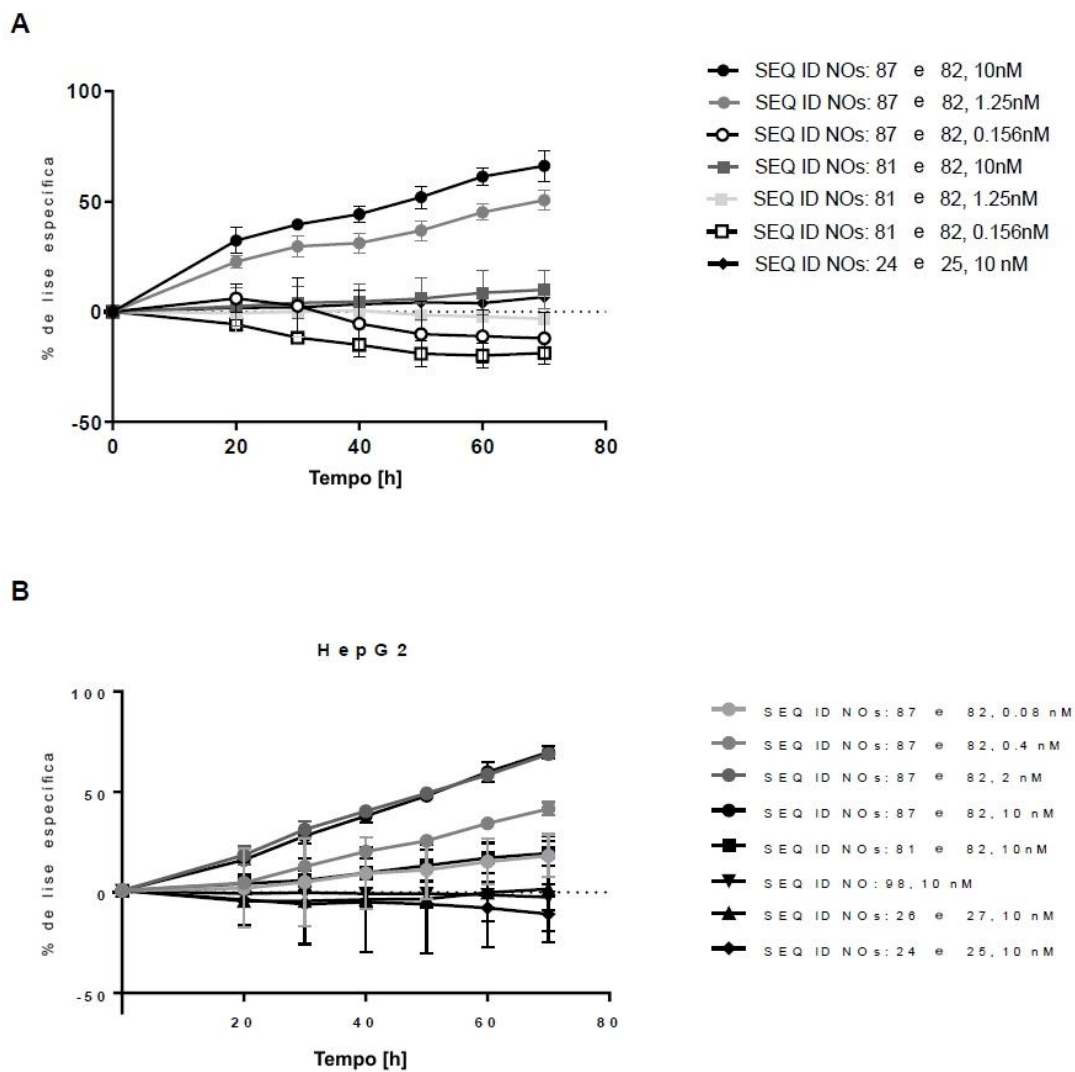 A
100
50
0
-50
% de lise específica
0 20 40 60 80
Tempo [h]
SEQ ID NOs: 87 e 82, 10nM
SEQ ID NOs: 87 e 82, 1.25nM
SEQ ID NOs: 87 e 82, 0.156nM
SEQ ID NOs: 81 e 82, 10nM
SEQ ID NOs: 81 e 82, 1.25nM
SEQ ID NOs: 81 e 82, 0.156nM
SEQ ID NOs: 24 e 25, 10 nM
B
HepG2
100
50
0
-50
% de lise específica
20 40 60 80
Tempo [h]
SEQ ID NOs: 87 e 82, 0.08 nM
SEQ ID NOs: 87 e 82, 0.4 nM
SEQ ID NOs: 87 e 82, 2 nM
SEQ ID NOs: 87 e 82, 10 nM
SEQ ID NOs: 81 e 82, 10nM
SEQ ID NO: 98, 10 nM
SEQ ID NOs: 26 e 27, 10 nM
SEQ ID NOs: 24 e 25, 10 nM